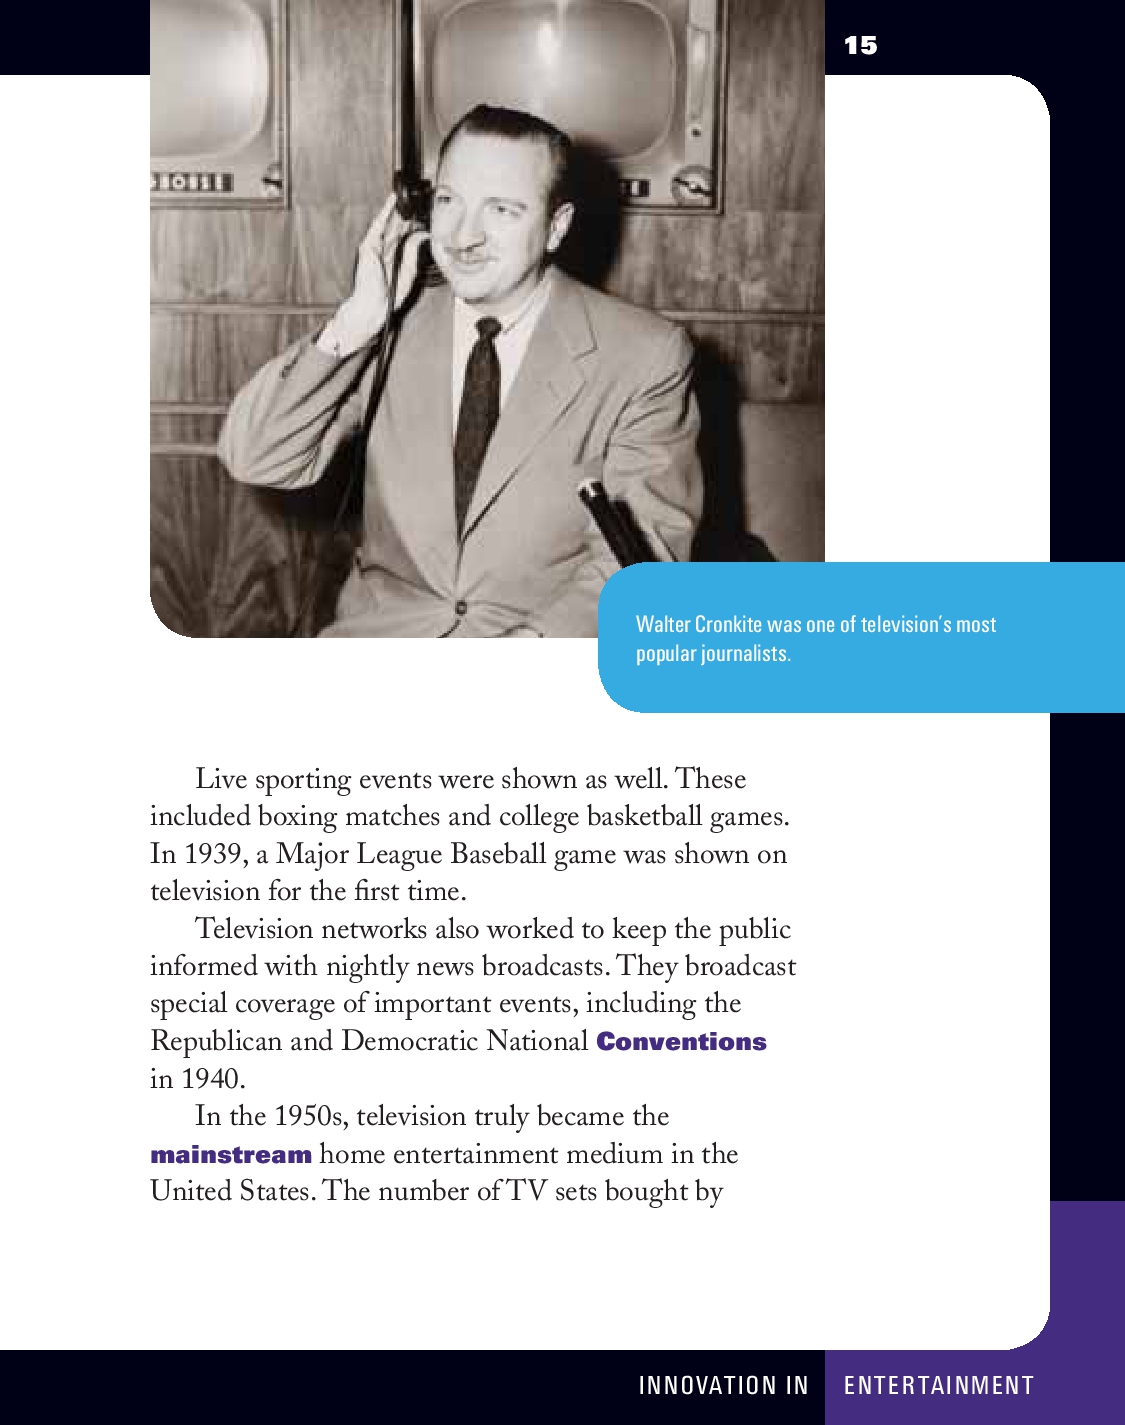 15
Walter Cronkite was one of television's most
popular journalists.
Live sporting events were shown as well. These
included boxing matches and college basketball games.
In 1939, a Major League Baseball game was shown on
television for the first time.
Television networks also worked to keep the public
informed with nightly news broadcasts. They broadcast
special coverage of important events, including the
Republican and Democratic National Conventions
in 1940.
In the 1950s, television truly became the
mainstream home entertainment medium in the
United States. The number of TV sets bought by
INNOVATION IN ENTERTAINMENT